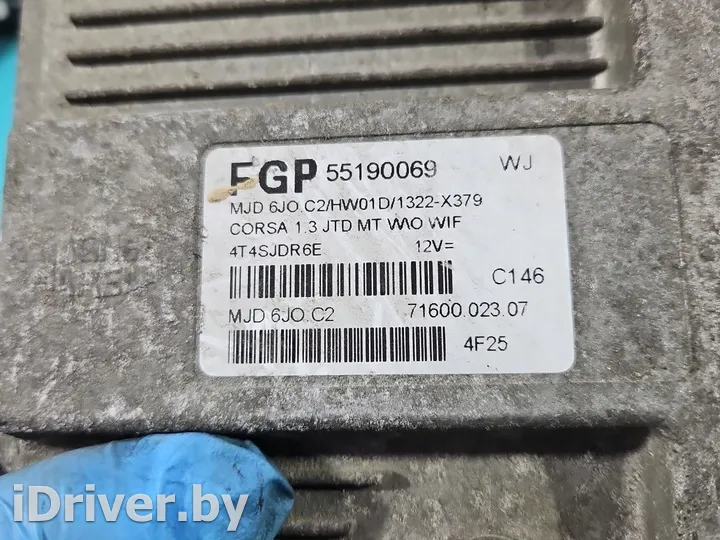 FGP 55190069 WJ
MJD 6JO.C2/HW01D/1322-X379
CORSA 1.3 JTD MT W\O WIF
4T4SJDR6E 12V=
C146
MJD 6JO.C2 71600.023.07
4F25
iDriver.by